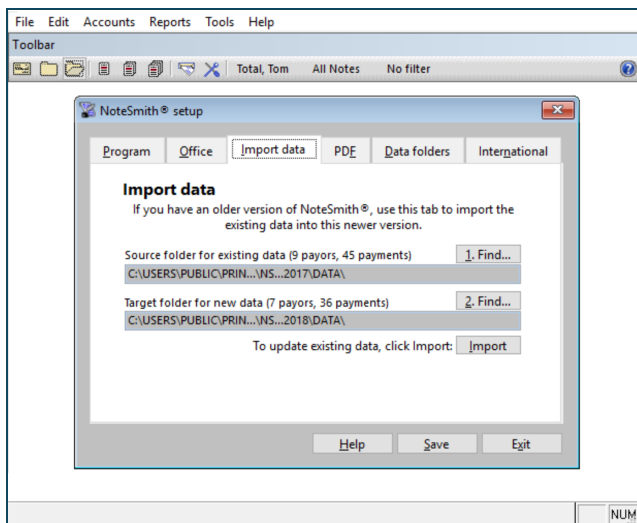 File Edit Accounts Reports Tools Help
Toolbar
Total, Tom All Notes No filter
NoteSmith® setup
Program Office Import data PDF Data folders International
Import data
If you have an older version of NoteSmith®, use this tab to import the
existing data into this newer version.
Source folder for existing data (9 payors, 45 payments) 1. Find...
C:\USERS\PUBLIC\PRIN...\NS...2017\DATA\
Target folder for new data (7 payors, 36 payments) 2. Find...
C:\USERS\PUBLIC\PRIN...\NS...2018\DATA\
To update existing data, click Import: Import
Help Save Exit
NUM